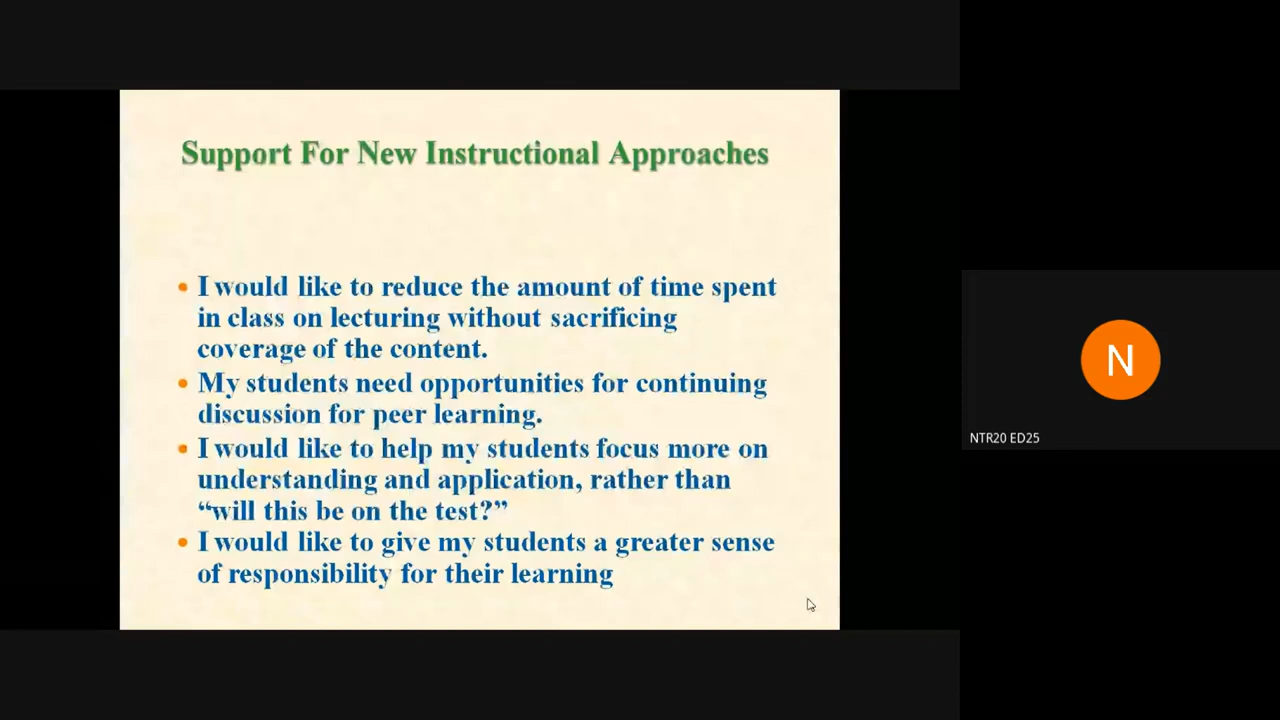 Support For New Instructional Approaches
• I would like to reduce the amount of time spent
in class on lecturing without sacrificing
coverage of the content.
• My students need opportunities for continuing
discussion for peer learning.
• I would like to help my students focus more on
understanding and application, rather than
“will this be on the test?”
• I would like to give my students a greater sense
of responsibility for their learning
N
NTR20 ED25